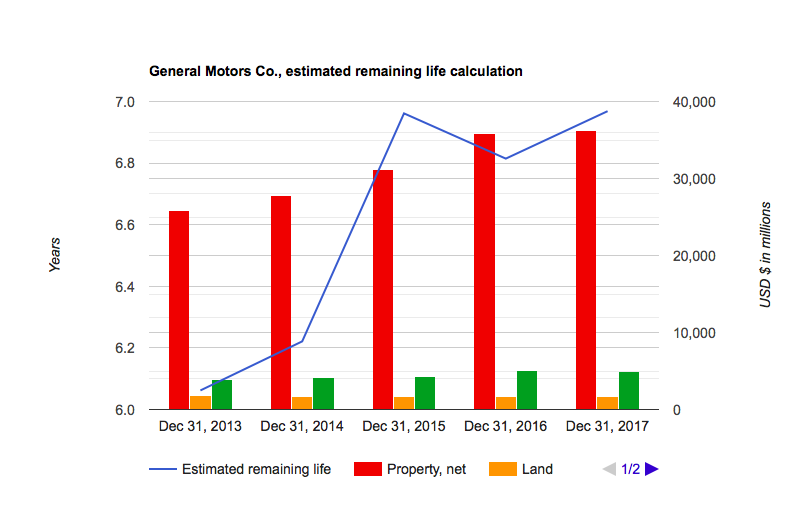 General Motors Co., estimated remaining life calculation
7.0
6.8
6.6
6.4
6.2
6.0
Years
40,000
30,000
20,000
10,000
0
USD $ in millions
Dec 31, 2013 Dec 31, 2014 Dec 31, 2015 Dec 31, 2016 Dec 31, 2017
Estimated remaining life Property, net Land 1/2